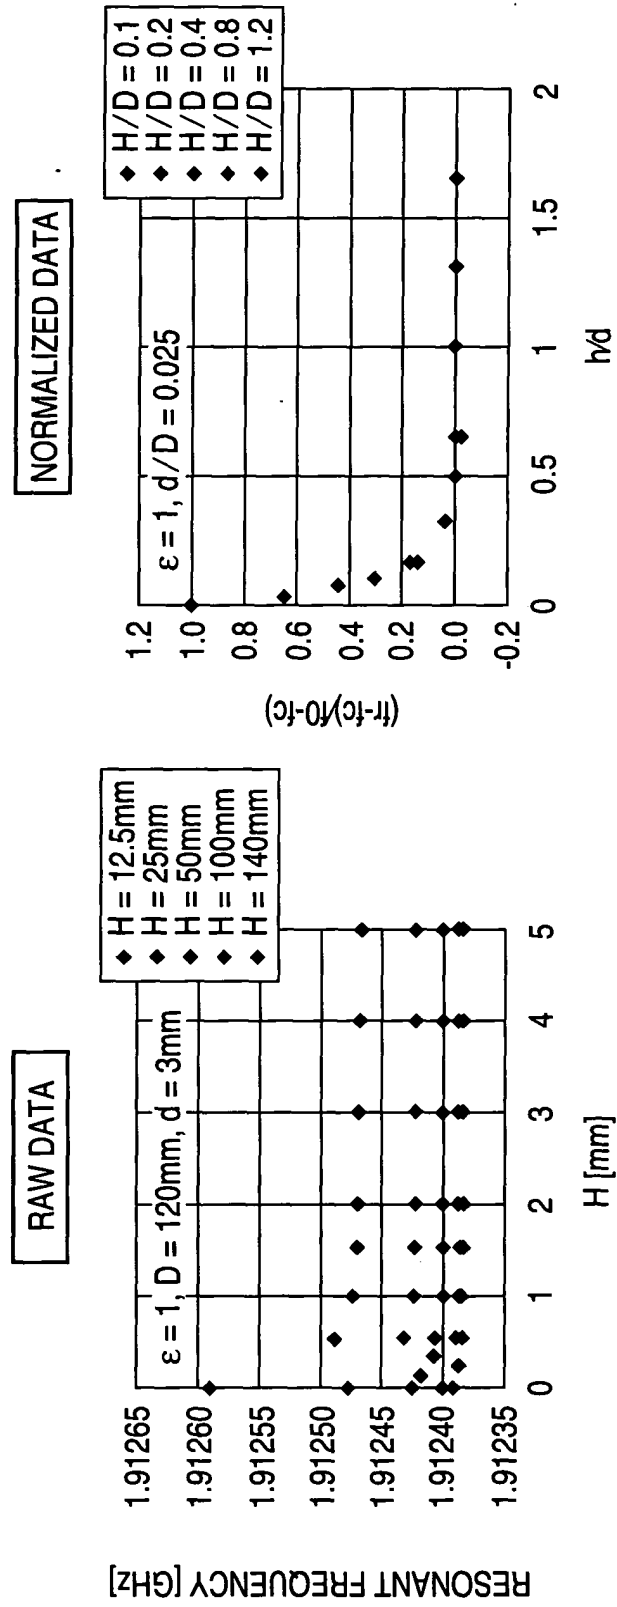 RAW DATA
ε = 1, D = 120mm, d = 3mm
H = 12.5mm
H = 25mm
H = 50mm
H = 100mm
H = 140mm
RESONANT FREQUENCY [GHz]
1.91265
1.91260
1.91255
1.91250
1.91245
1.91240
1.91235
0
1
2
3
4
5
H [mm]
NORMALIZED DATA
ε = 1, d/D = 0.025
H/D = 0.1
H/D = 0.2
H/D = 0.4
H/D = 0.8
H/D = 1.2
(fr-fc)/f0-fc)
1.2
1.0
0.8
0.6
0.4
0.2
0.0
-0.2
0
0.5
1
1.5
2
h/d